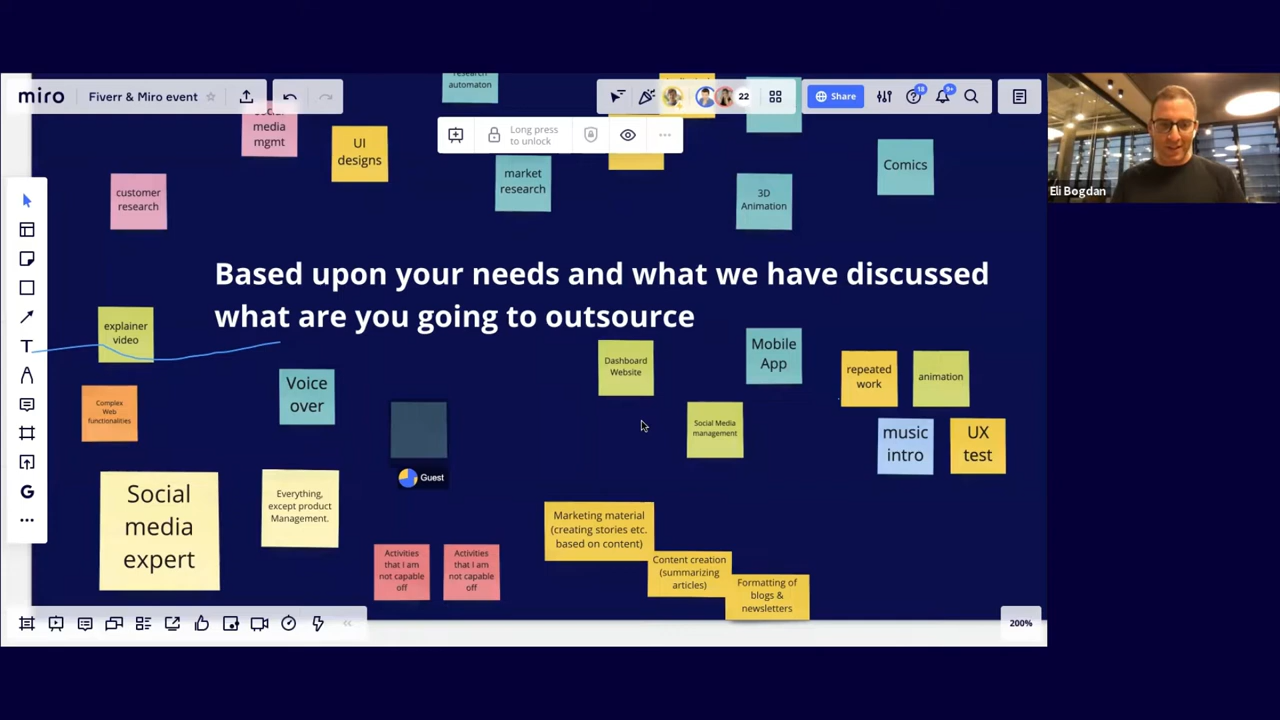 research
automaton
miro
Fiverr & Miro event
22
Share
18
9+
Long press
to unlock
social
media
mgmt
UI
designs
market
research
3D
Animation
Comics
customer
research
Eli Bogdan
Based upon your needs and what we have discussed
what are you going to outsource
explainer
video
Dashboard
Website
Mobile
App
repeated
work
animation
Complex
Web
functionalities
Voice
over
Social Media
management
music
intro
UX
test
Guest
Social
media
expert
Everything,
except product
Management.
Marketing material
(creating stories etc.
based on content)
Activities
that I am
not capable
off
Activities
that I am
not capable
off
Content creation
(summarizing
articles)
Formatting of
blogs &
newsletters
200%